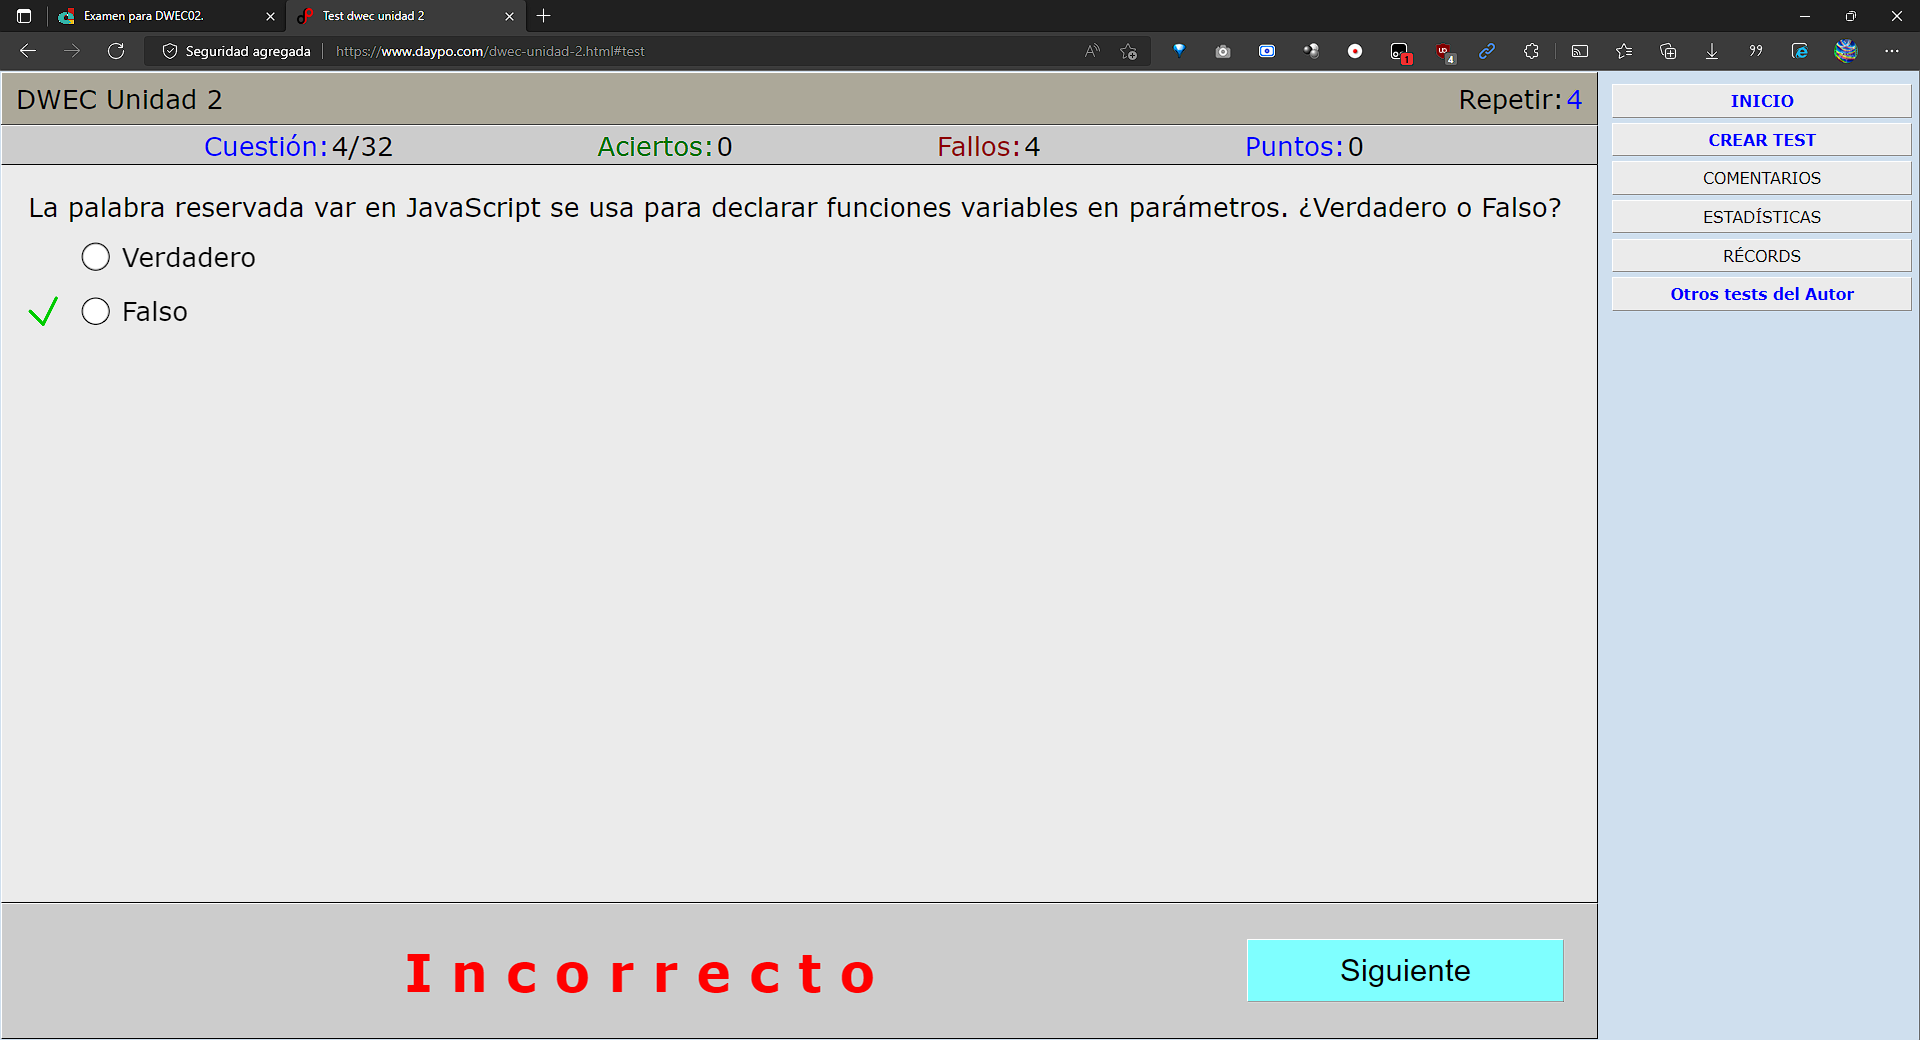 Examen para DWEC02.
Test dwec unidad 2
Seguridad agregada
https://www.daypo.com/dwec-unidad-2.html#test
1
UD
4
DWEC Unidad 2
Repetir: 4
Cuestión: 4/32
Aciertos: 0
Fallos: 4
Puntos: 0
La palabra reservada var en JavaScript se usa para declarar funciones variables en parámetros. ¿Verdadero o Falso?
Verdadero
Falso
Incorrecto
Siguiente
INICIO
CREAR TEST
COMENTARIOS
ESTADÍSTICAS
RÉCORDS
Otros tests del Autor